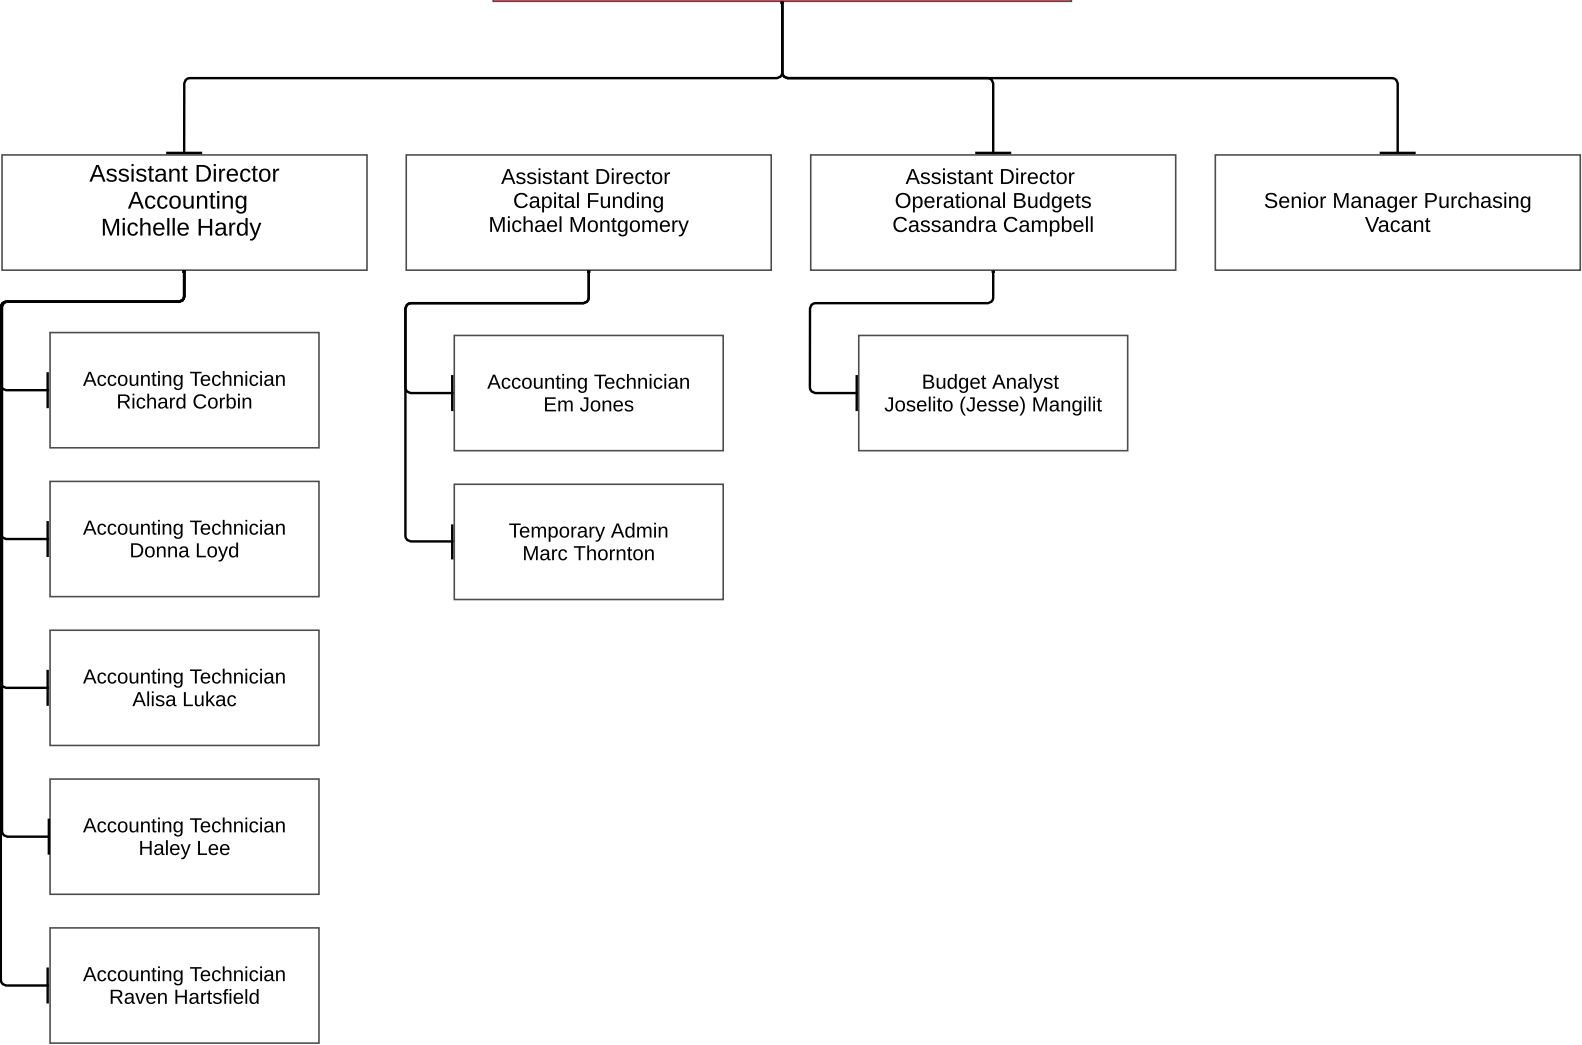 Assistant Director
Accounting
Michelle Hardy
Assistant Director
Capital Funding
Michael Montgomery
Assistant Director
Operational Budgets
Cassandra Campbell
Senior Manager Purchasing
Vacant
Accounting Technician
Richard Corbin
Accounting Technician
Em Jones
Budget Analyst
Joselito (Jesse) Mangilit
Accounting Technician
Donna Loyd
Temporary Admin
Marc Thornton
Accounting Technician
Alisa Lukac
Accounting Technician
Haley Lee
Accounting Technician
Raven Hartsfield